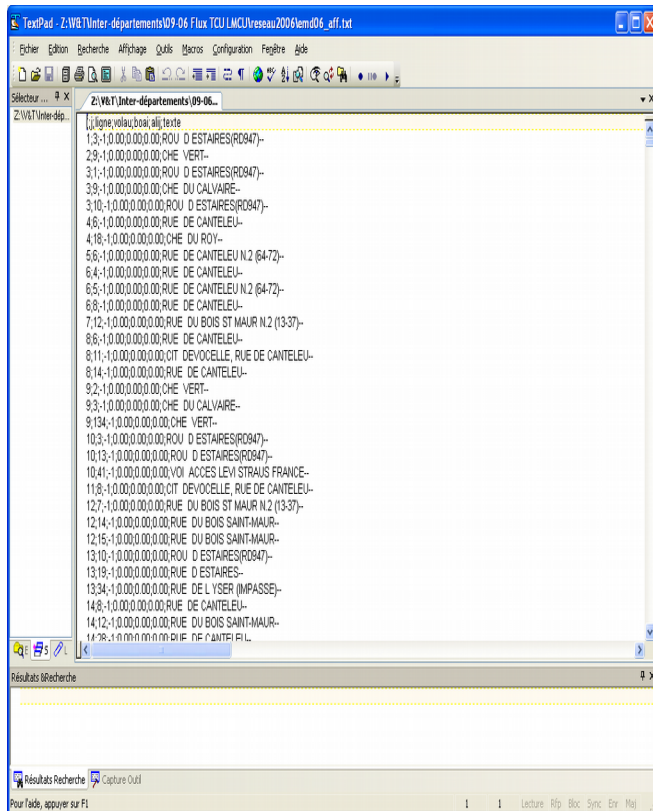 TextPad - Z:\V&T\Inter-départements\09-06 Flux TCU LMCU\reseau2006\emd06_aff.txt
Fichier Edition Recherche Affichage Outils Macros Configuration Fenêtre Aide
Sélecteur ...
Z:\V&T\Inter-dép...
Z:\V&T\Inter-départements\09-06...
i;j;ligne;volau;boai;alij;texte
1;3;-1;0.00;0.00;0.00;ROU D ESTAIRES(RD947)--
2;9;-1;0.00;0.00;0.00;CHE VERT--
3;1;-1;0.00;0.00;0.00;ROU D ESTAIRES(RD947)--
3;9;-1;0.00;0.00;0.00;CHE DU CALVAIRE--
3;10;-1;0.00;0.00;0.00;ROU D ESTAIRES(RD947)--
4;6;-1;0.00;0.00;0.00;RUE DE CANTELEU--
4;18;-1;0.00;0.00;0.00;CHE DU ROY--
5;6;-1;0.00;0.00;0.00;RUE DE CANTELEU N.2 (64-72)--
6;4;-1;0.00;0.00;0.00;RUE DE CANTELEU--
6;5;-1;0.00;0.00;0.00;RUE DE CANTELEU N.2 (64-72)--
6;8;-1;0.00;0.00;0.00;RUE DE CANTELEU--
7;12;-1;0.00;0.00;0.00;RUE DU BOIS ST MAUR N.2 (13-37)--
8;6;-1;0.00;0.00;0.00;RUE DE CANTELEU--
8;11;-1;0.00;0.00;0.00;CIT DEVOCELLE, RUE DE CANTELEU--
8;14;-1;0.00;0.00;0.00;RUE DE CANTELEU--
9;2;-1;0.00;0.00;0.00;CHE VERT--
9;3;-1;0.00;0.00;0.00;CHE DU CALVAIRE--
9;134;-1;0.00;0.00;0.00;CHE VERT--
10;3;-1;0.00;0.00;0.00;ROU D ESTAIRES(RD947)--
10;13;-1;0.00;0.00;0.00;ROU D ESTAIRES(RD947)--
10;41;-1;0.00;0.00;0.00;VOI ACCES LEVI STRAUS FRANCE--
11;8;-1;0.00;0.00;0.00;CIT DEVOCELLE, RUE DE CANTELEU--
12;7;-1;0.00;0.00;0.00;RUE DU BOIS ST MAUR N.2 (13-37)--
12;14;-1;0.00;0.00;0.00;RUE DU BOIS SAINT-MAUR--
12;15;-1;0.00;0.00;0.00;RUE DU BOIS SAINT-MAUR--
13;10;-1;0.00;0.00;0.00;ROU D ESTAIRES(RD947)--
13;19;-1;0.00;0.00;0.00;RUE D ESTAIRES--
13;34;-1;0.00;0.00;0.00;RUE DE L YSER (IMPASSE)--
14;8;-1;0.00;0.00;0.00;RUE DE CANTELEU--
14;12;-1;0.00;0.00;0.00;RUE DU BOIS SAINT-MAUR--
14;28;-1;0.00;0.00;0.00;RUE DE CANTELEU--
Résultats &Recherche
Résultats Recherche Capture Outil
Pour l'aide, appuyer sur F1 1 1 Lecture Rfp Bloc Sync Enr Maj